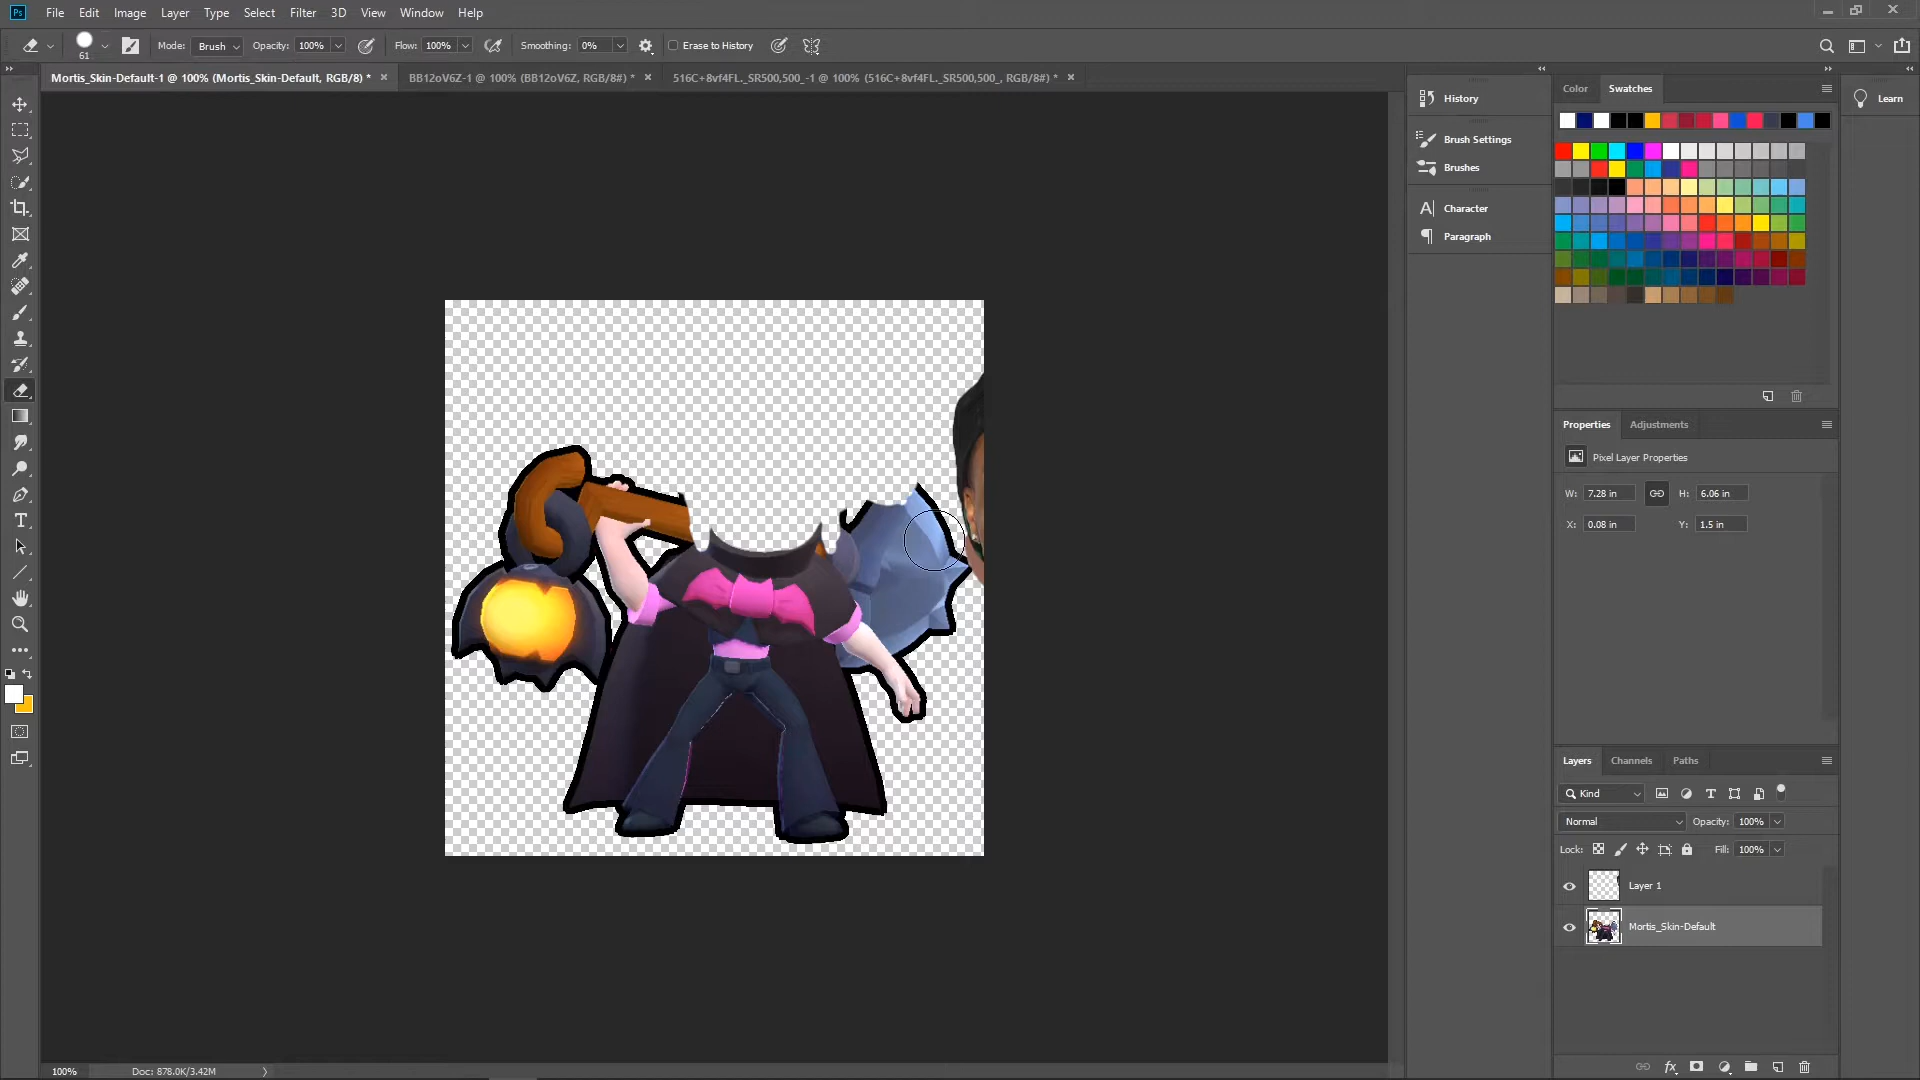 Ps File Edit Image Layer Type Select Filter 3D View Window Help
61 Mode: Brush Opacity: 100% Flow: 100% Smoothing: 0% Erase to History
Mortis_Skin-Default-1 @ 100% (Mortis_Skin-Default, RGB/8) * BB12oV6Z-1 @ 100% (BB12oV6Z, RGB/8#) * 516C+8vf4FL._SR500,500_-1 @ 100% (516C+8vf4FL._SR500,500_, RGB/8#) *
History
Brush Settings
Brushes
Character
Paragraph
Color Swatches
Learn
Properties Adjustments
Pixel Layer Properties
W: 7.28 in H: 6.06 in
X: 0.08 in Y: 1.5 in
Layers Channels Paths
Kind
Normal Opacity: 100%
Lock: Fill: 100%
Layer 1
Mortis_Skin-Default
fx
100% Doc: 878.0K/3.42M